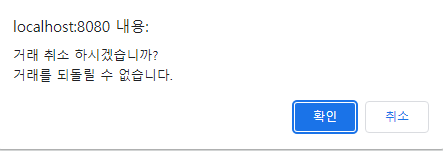 localhost:8080 내용:
거래 취소 하시겠습니까?
거래를 되돌릴 수 없습니다.
확인
취소